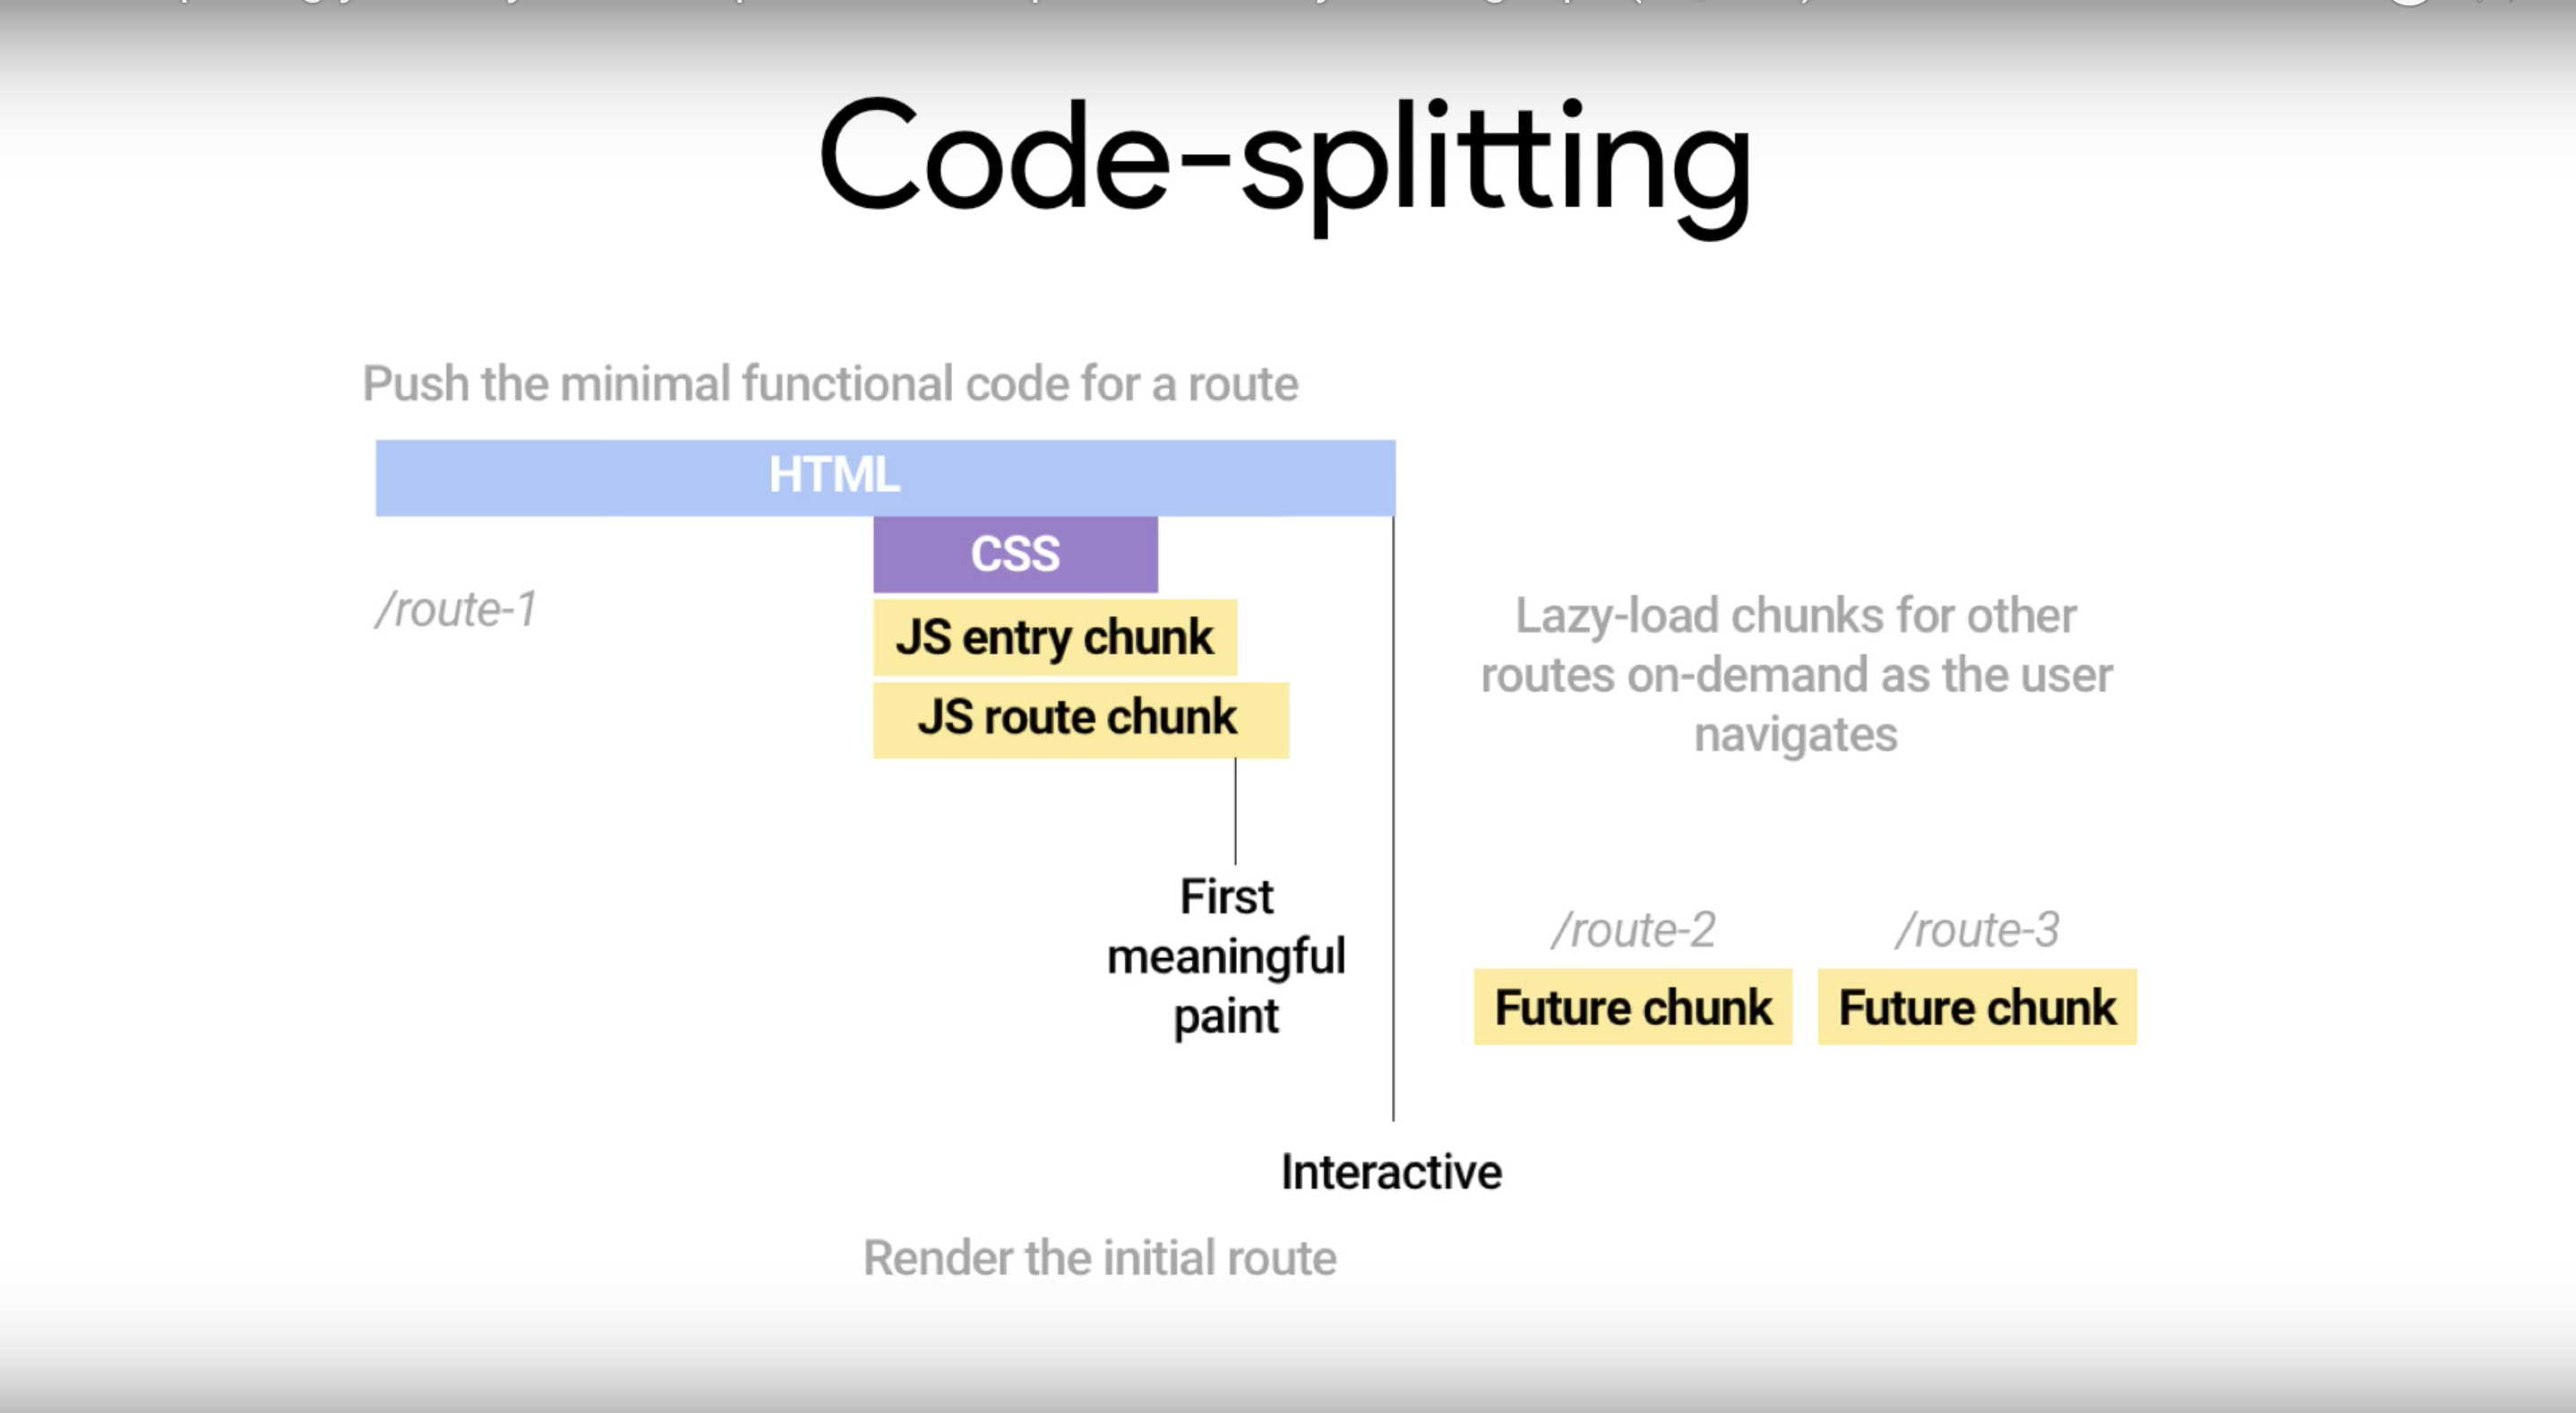 Code-splitting
Push the minimal functional code for a route
HTML
CSS
/route-1
JS entry chunk
JS route chunk
First
meaningful
paint
Interactive
Render the initial route
Lazy-load chunks for other
routes on-demand as the user
navigates
/route-2
/route-3
Future chunk
Future chunk